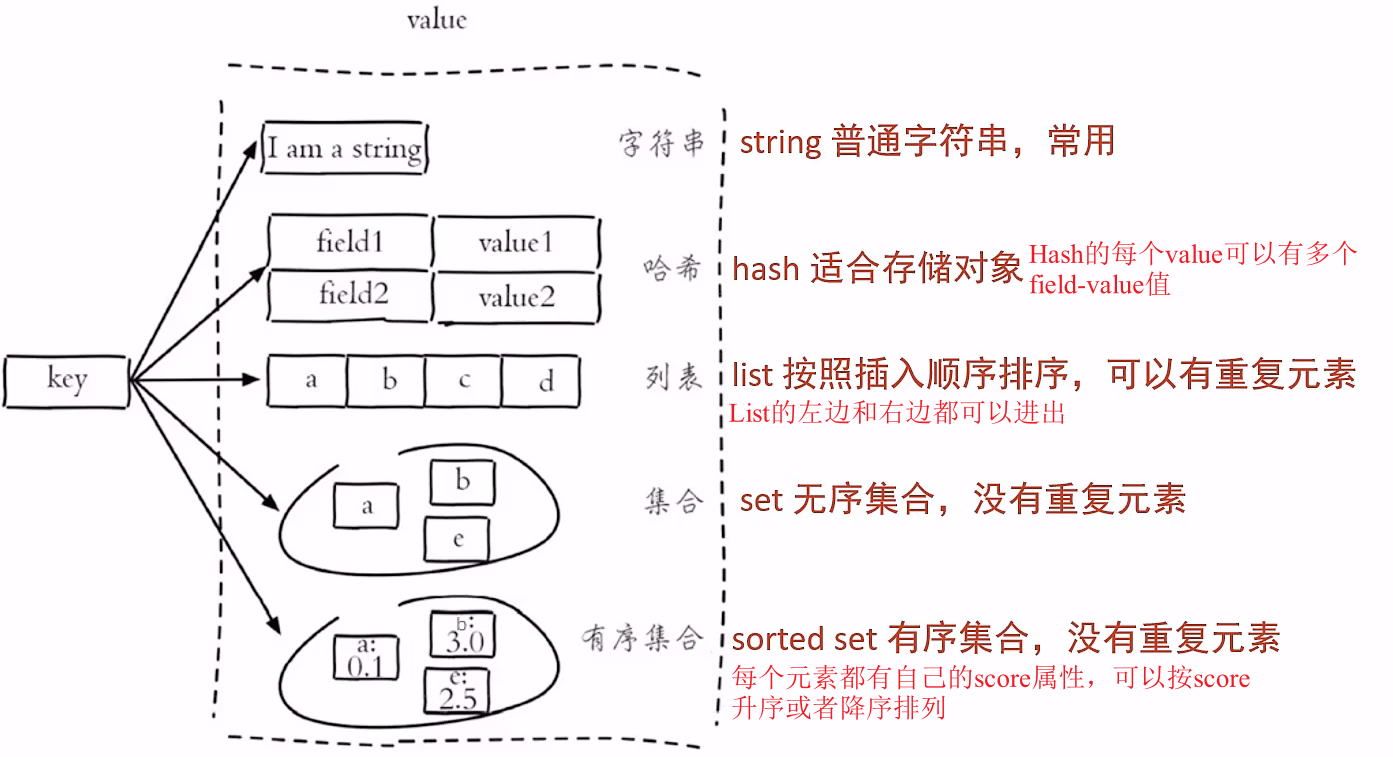 value
I am a string
字符串
string 普通字符串，常用
field1
value1
field2
value2
哈希
hash 适合存储对象
Hash的每个value可以有多个
field-value值
key
a
b
c
d
列表
list 按照插入顺序排序，可以有重复元素
List的左边和右边都可以进出
a
b
e
集合
set 无序集合，没有重复元素
a:
0.1
b:
3.0
e:
2.5
有序集合
sorted set 有序集合，没有重复元素
每个元素都有自己的score属性，可以按score
升序或者降序排列